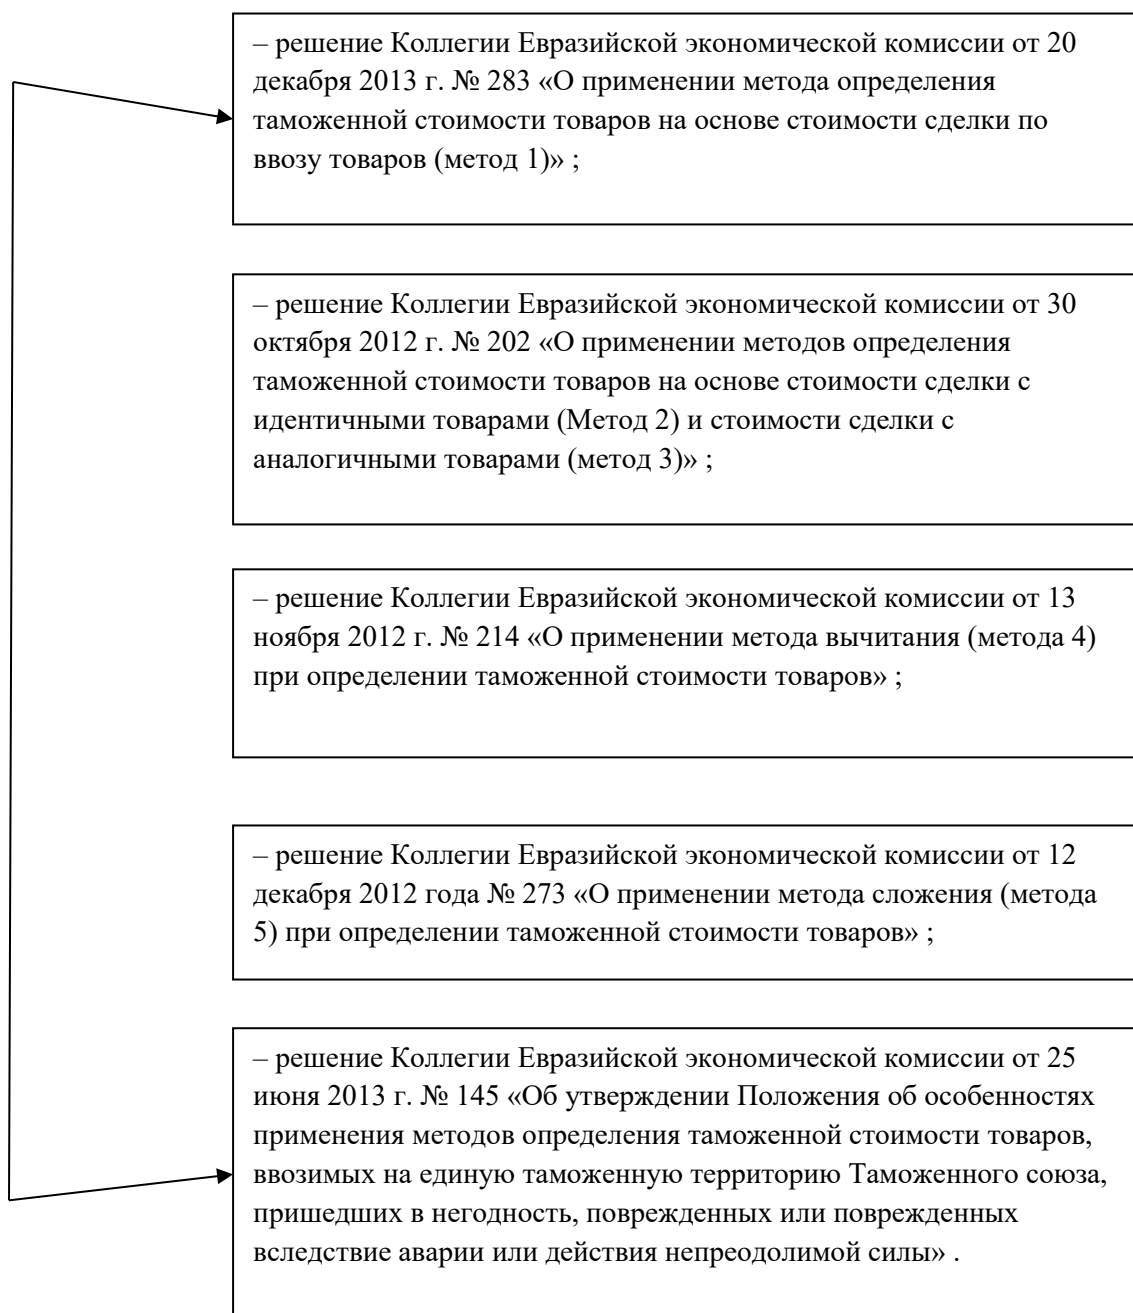 – решение Коллегии Евразийской экономической комиссии от 20
декабря 2013 г. № 283 «О применении метода определения
таможенной стоимости товаров на основе стоимости сделки по
ввозу товаров (метод 1)» ;
– решение Коллегии Евразийской экономической комиссии от 30
октября 2012 г. № 202 «О применении методов определения
таможенной стоимости товаров на основе стоимости сделки с
идентичными товарами (Метод 2) и стоимости сделки с
аналогичными товарами (метод 3)» ;
– решение Коллегии Евразийской экономической комиссии от 13
ноября 2012 г. № 214 «О применении метода вычитания (метода 4)
при определении таможенной стоимости товаров» ;
– решение Коллегии Евразийской экономической комиссии от 12
декабря 2012 года № 273 «О применении метода сложения (метода
5) при определении таможенной стоимости товаров» ;
– решение Коллегии Евразийской экономической комиссии от 25
июня 2013 г. № 145 «Об утверждении Положения об особенностях
применения методов определения таможенной стоимости товаров,
ввозимых на единую таможенную территорию Таможенного союза,
пришедших в негодность, поврежденных или поврежденных
вследствие аварии или действия непреодолимой силы» .